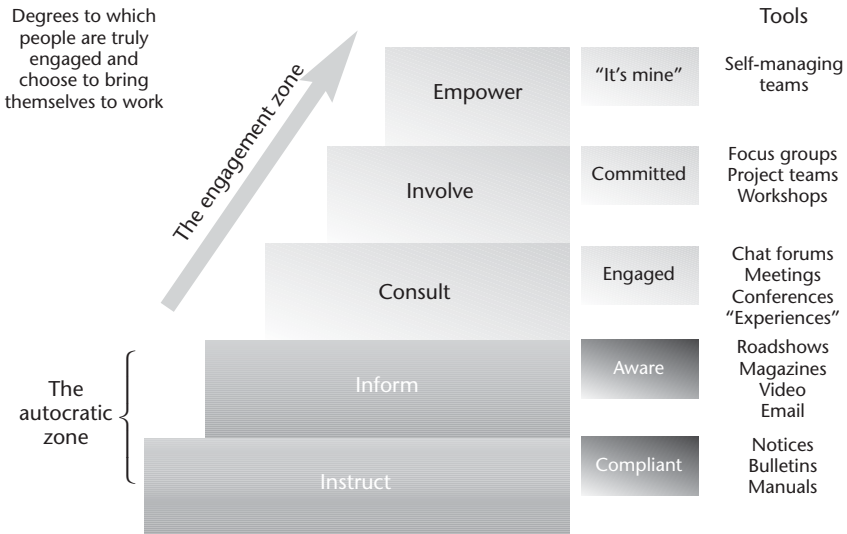 Degrees to which
people are truly
engaged and
choose to bring
themselves to work
Tools
The engagement zone
Empower
“It’s mine”
Self-managing
teams
Involve
Committed
Focus groups
Project teams
Workshops
Consult
Engaged
Chat forums
Meetings
Conferences
“Experiences”
The
autocratic
zone
Inform
Aware
Roadshows
Magazines
Video
Email
Instruct
Compliant
Notices
Bulletins
Manuals